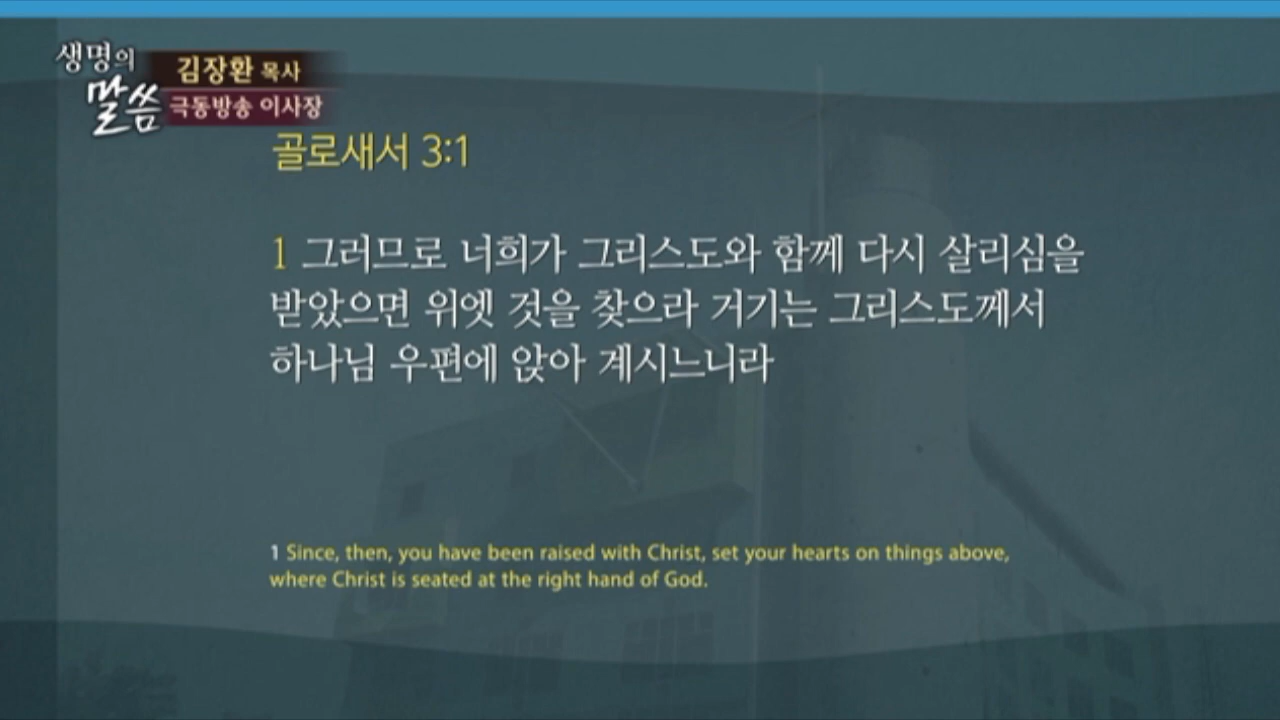 생명의
말씀
김장환 목사
극동방송 이사장
골로새서 3:1
1 그러므로 너희가 그리스도와 함께 다시 살리심을
받았으면 위엣 것을 찾으라 거기는 그리스도께서
하나님 우편에 앉아 계시느니라
1 Since, then, you have been raised with Christ, set your hearts on things above,
where Christ is seated at the right hand of God.